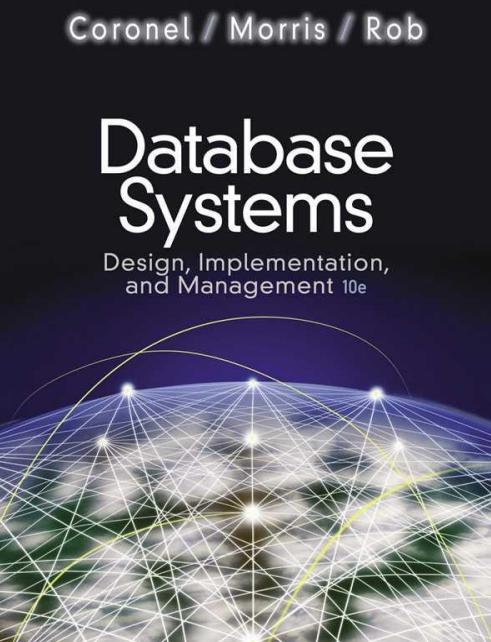 Coronel / Morris / Rob
Database
Systems
Design, Implementation,
and Management 10e